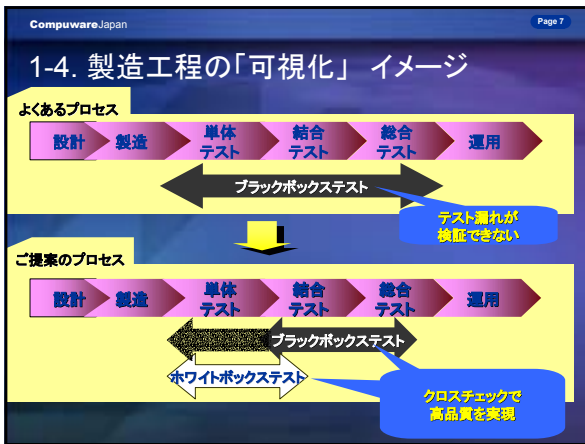 CompuwareJapan
Page 7
1-4. 製造工程の「可視化」 イメージ
よくあるプロセス
設計
製造
単体
テスト
結合
テスト
総合
テスト
運用
ブラックボックステスト
テスト漏れが
検証できない
ご提案のプロセス
設計
製造
単体
テスト
結合
テスト
総合
テスト
運用
ブラックボックステスト
ホワイトボックステスト
クロスチェックで
高品質を実現